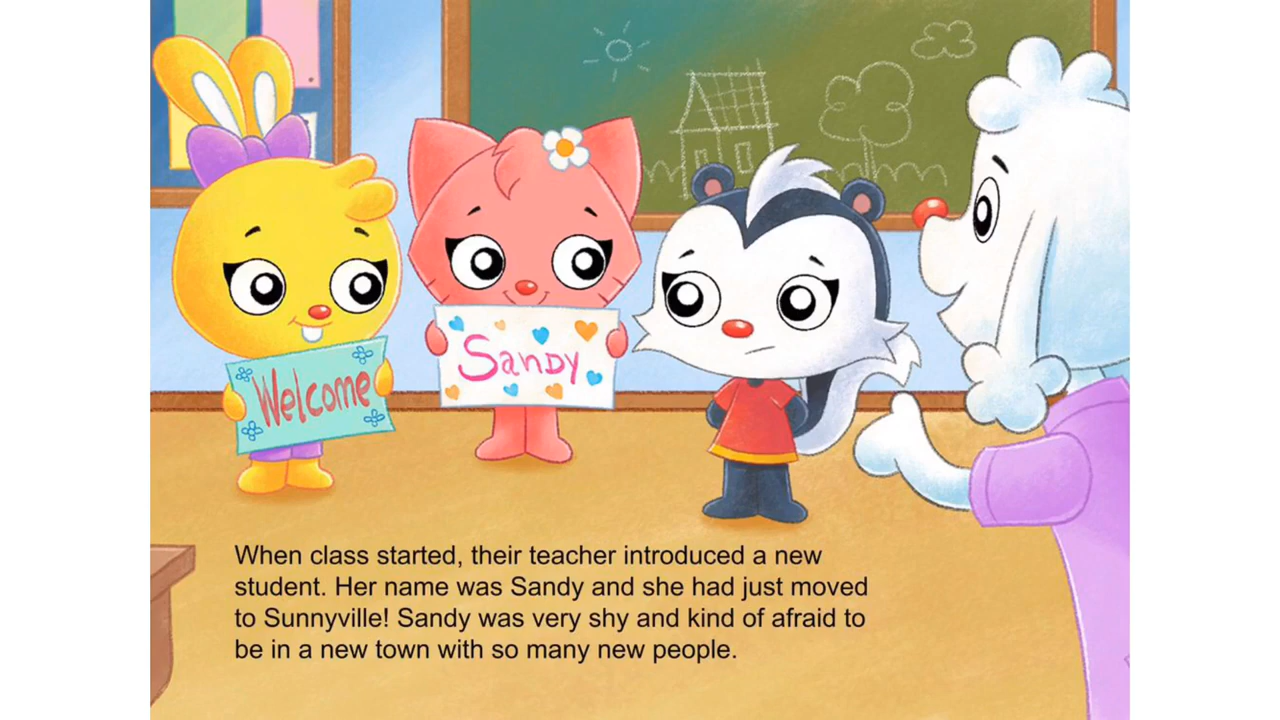 Welcome
Sandy
When class started, their teacher introduced a new
student. Her name was Sandy and she had just moved
to Sunnyville! Sandy was very shy and kind of afraid to
be in a new town with so many new people.